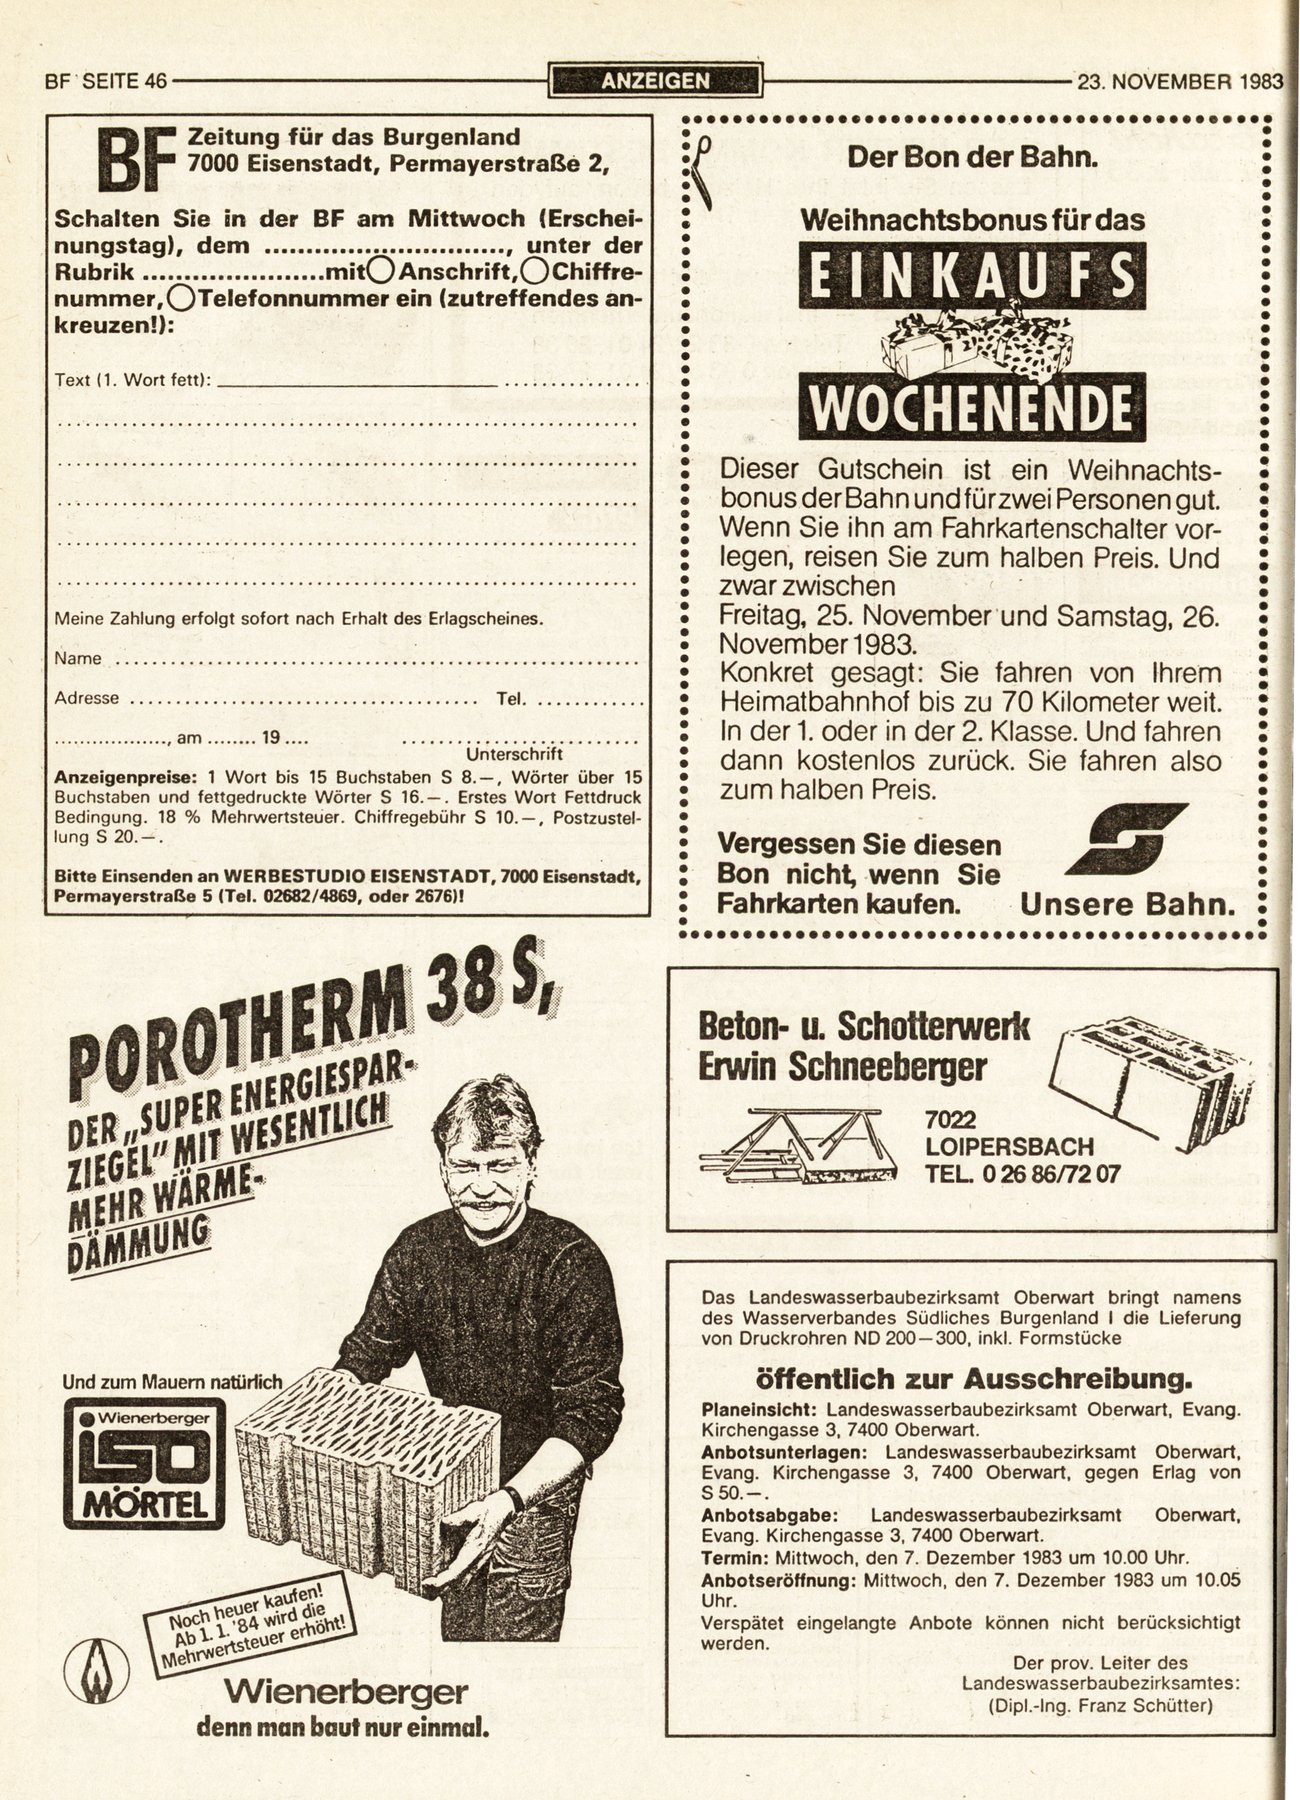 BF SEITE 46
ANZEIGEN
23. NOVEMBER 1983
BF
Zeitung für das Burgenland
7000 Eisenstadt, Permayerstraße 2,
Schalten Sie in der BF am Mittwoch (Erschei-
nungstag), dem ............................., unter der
Rubrik ......................mit◯Anschrift,◯Chiffre-
nummer,◯Telefonnummer ein (zutreffendes an-
kreuzen!):
Text (1. Wort fett):
Meine Zahlung erfolgt sofort nach Erhalt des Erlagscheines.
Name
Adresse .................................... Tel. .............
................., am ........ 19 ....
Unterschrift
Anzeigenpreise: 1 Wort bis 15 Buchstaben S 8.—, Wörter über 15
Buchstaben und fettgedruckte Wörter S 16.—. Erstes Wort Fettdruck
Bedingung. 18 % Mehrwertsteuer. Chiffregebühr S 10.—, Postzustel-
lung S 20.—.
Bitte Einsenden an WERBESTUDIO EISENSTADT, 7000 Eisenstadt,
Permayerstraße 5 (Tel. 02682/4869, oder 2676)!
Der Bon der Bahn.
Weihnachtsbonus für das
EINKAUFS
WOCHENENDE
Dieser Gutschein ist ein Weihnachts-
bonus der Bahn und für zwei Personen gut.
Wenn Sie ihn am Fahrkartenschalter vor-
legen, reisen Sie zum halben Preis. Und
zwar zwischen
Freitag, 25. November und Samstag, 26.
November 1983.
Konkret gesagt: Sie fahren von Ihrem
Heimatbahnhof bis zu 70 Kilometer weit.
In der 1. oder in der 2. Klasse. Und fahren
dann kostenlos zurück. Sie fahren also
zum halben Preis.
Vergessen Sie diesen
Bon nicht, wenn Sie
Fahrkarten kaufen.
Unsere Bahn.
POROTHERM 38 S,
DER „SUPER ENERGIESPAR-
ZIEGEL" MIT WESENTLICH
MEHR WÄRME-
DÄMMUNG
Und zum Mauern natürlich
Wienerberger
iso
MÖRTEL
Noch heuer kaufen!
Ab 1. 1. '84 wird die
Mehrwertsteuer erhöht!
Wienerberger
denn man baut nur einmal.
Beton- u. Schotterwerk
Erwin Schneeberger
7022
LOIPERSBACH
TEL. 0 26 86/72 07
Das Landeswasserbaubezirksamt Oberwart bringt namens
des Wasserverbandes Südliches Burgenland I die Lieferung
von Druckrohren ND 200—300, inkl. Formstücke
öffentlich zur Ausschreibung.
Planeinsicht: Landeswasserbaubezirksamt Oberwart, Evang.
Kirchengasse 3, 7400 Oberwart.
Anbotsunterlagen: Landeswasserbaubezirksamt Oberwart,
Evang. Kirchengasse 3, 7400 Oberwart, gegen Erlag von
S 50.—.
Anbotsabgabe: Landeswasserbaubezirksamt Oberwart,
Evang. Kirchengasse 3, 7400 Oberwart.
Termin: Mittwoch, den 7. Dezember 1983 um 10.00 Uhr.
Anbotseröffnung: Mittwoch, den 7. Dezember 1983 um 10.05
Uhr.
Verspätet eingelangte Anbote können nicht berücksichtigt
werden.
Der prov. Leiter des
Landeswasserbaubezirksamtes:
(Dipl.-Ing. Franz Schütter)